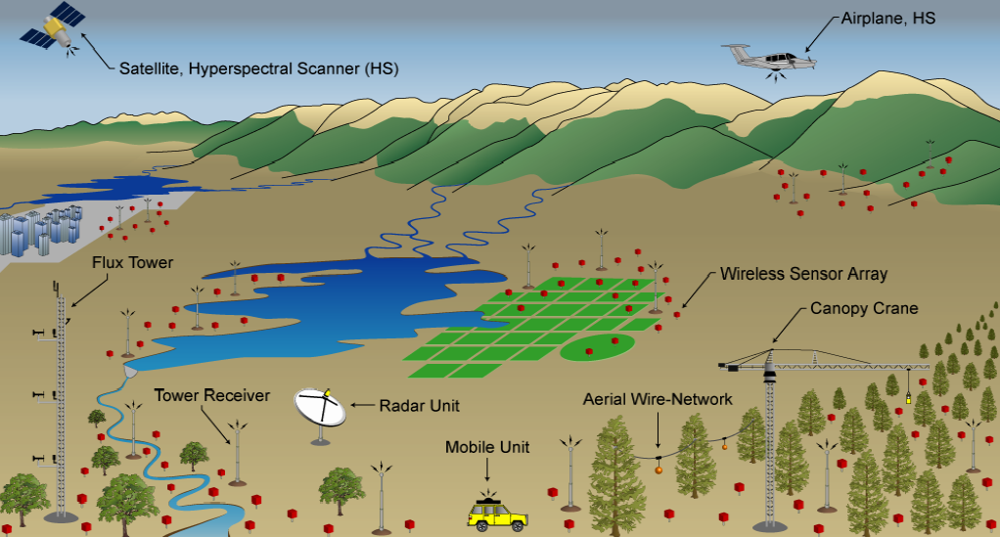 Airplane, HS
Satellite, Hyperspectral Scanner (HS)
Flux Tower
Wireless Sensor Array
Canopy Crane
Tower Receiver
Radar Unit
Aerial Wire-Network
Mobile Unit